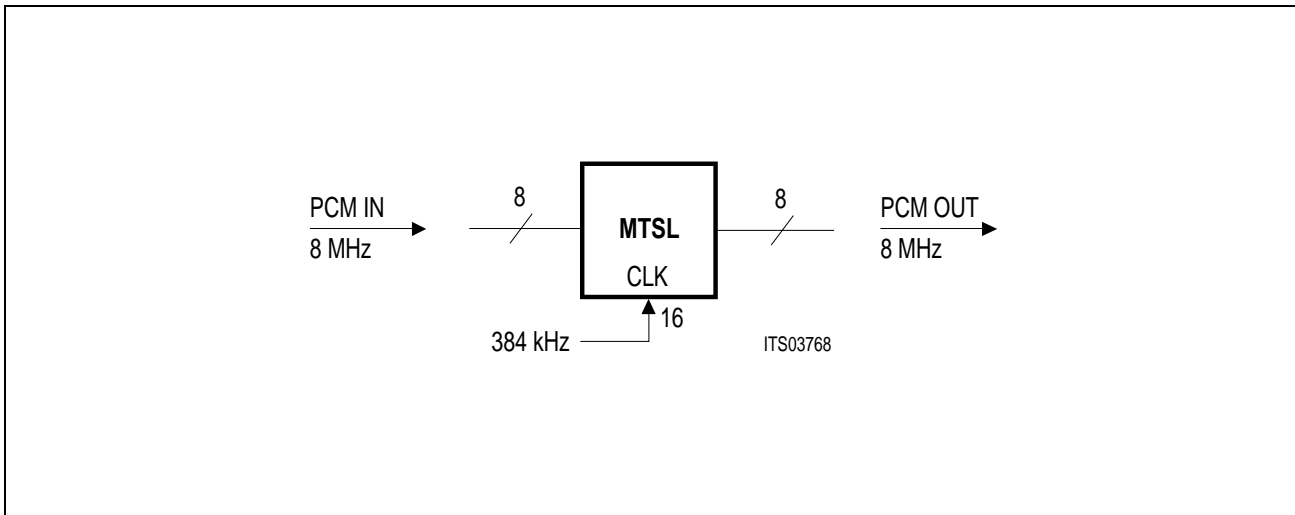 PCM IN
8 MHz
8
MTSL
CLK
16
384 kHz
8
PCM OUT
8 MHz
ITS03768